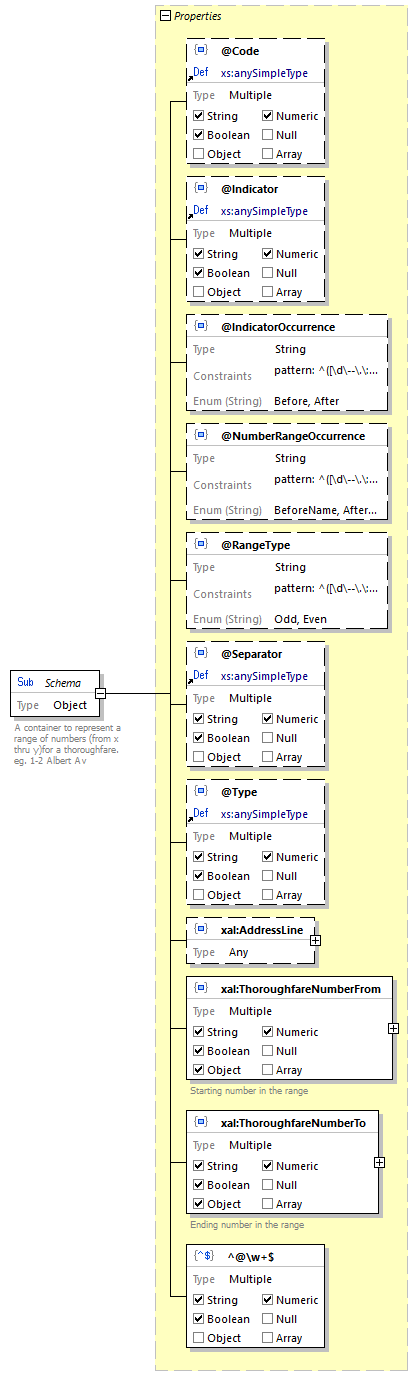 Properties
@Code
Def xs:anySimpleType
Type Multiple
String Numeric
Boolean Null
Object Array
@Indicator
Def xs:anySimpleType
Type Multiple
String Numeric
Boolean Null
Object Array
@IndicatorOccurrence
Type String
Constraints pattern: ^([\d\--\.\:...
Enum (String) Before, After
@NumberRangeOccurrence
Type String
Constraints pattern: ^([\d\--\.\:...
Enum (String) BeforeName, After...
@RangeType
Type String
Constraints pattern: ^([\d\--\.\:...
Enum (String) Odd, Even
@Separator
Def xs:anySimpleType
Type Multiple
String Numeric
Boolean Null
Object Array
Sub Schema
Type Object
A container to represent a
range of numbers (from x
thru y)for a thoroughfare.
eg. 1-2 Albert Av
@Type
Def xs:anySimpleType
Type Multiple
String Numeric
Boolean Null
Object Array
xal:AddressLine
Type Any
xal:ThoroughfareNumberFrom
Type Multiple
String Numeric
Boolean Null
Object Array
Starting number in the range
xal:ThoroughfareNumberTo
Type Multiple
String Numeric
Boolean Null
Object Array
Ending number in the range
{^$} ^@\w+$
Type Multiple
String Numeric
Boolean Null
Object Array